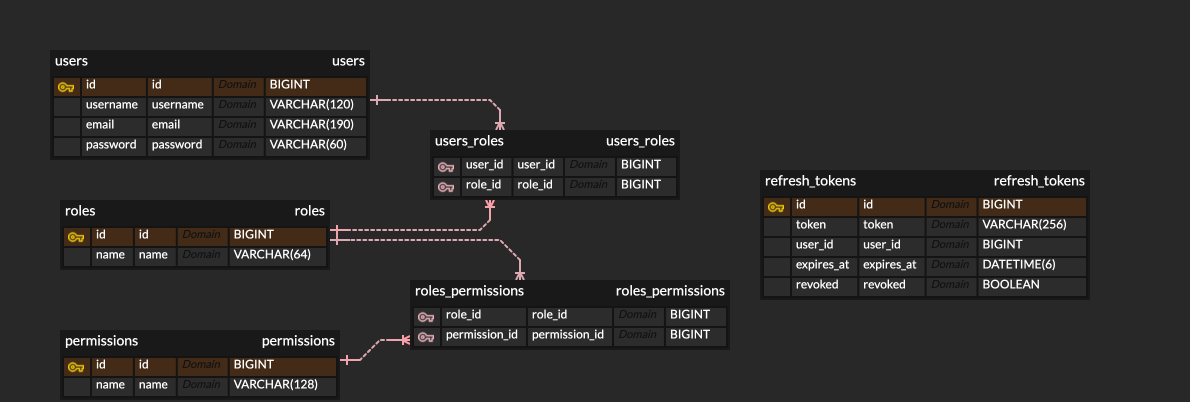 users users
id id Domain BIGINT
username username Domain VARCHAR(120)
email email Domain VARCHAR(190)
password password Domain VARCHAR(60)
users_roles users_roles
user_id user_id Domain BIGINT
role_id role_id Domain BIGINT
refresh_tokens refresh_tokens
id id Domain BIGINT
token token Domain VARCHAR(256)
user_id user_id Domain BIGINT
expires_at expires_at Domain DATETIME(6)
revoked revoked Domain BOOLEAN
roles roles
id id Domain BIGINT
name name Domain VARCHAR(64)
roles_permissions roles_permissions
role_id role_id Domain BIGINT
permission_id permission_id Domain BIGINT
permissions permissions
id id Domain BIGINT
name name Domain VARCHAR(128)